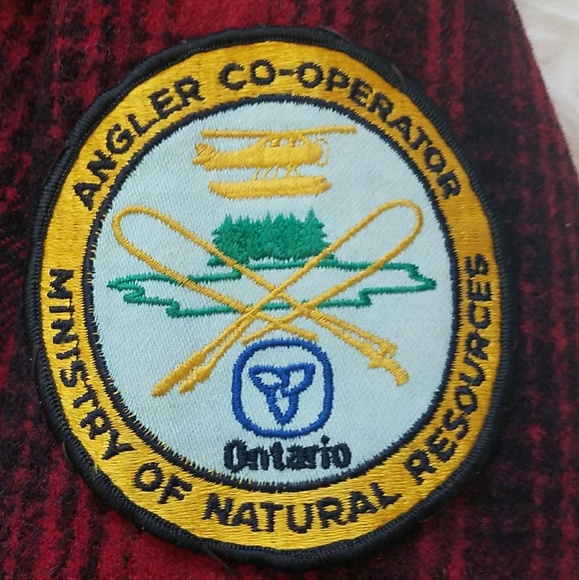 ANGLER CO-OPERATOR
Ontario
MINISTRY OF NATURAL RESOURCES